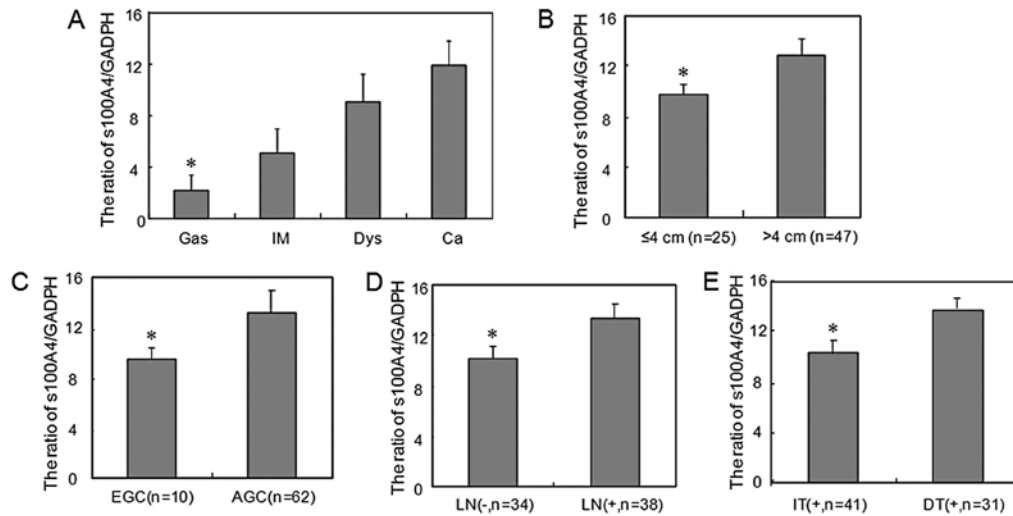 A
The ratio of s100A4/GADPH
16
12
8
4
0
*
Gas IM Dys Ca
B
The ratio of s100A4/GADPH
16
12
8
4
0
*
≤4 cm (n=25) >4 cm (n=47)
C
The ratio of s100A4/GADPH
16
12
8
4
0
*
EGC(n=10) AGC(n=62)
D
The ratio of s100A4/GADPH
16
12
8
4
0
*
LN(-,n=34) LN(+,n=38)
E
The ratio of s100A4/GADPH
16
12
8
4
0
*
IT(+,n=41) DT(+,n=31)